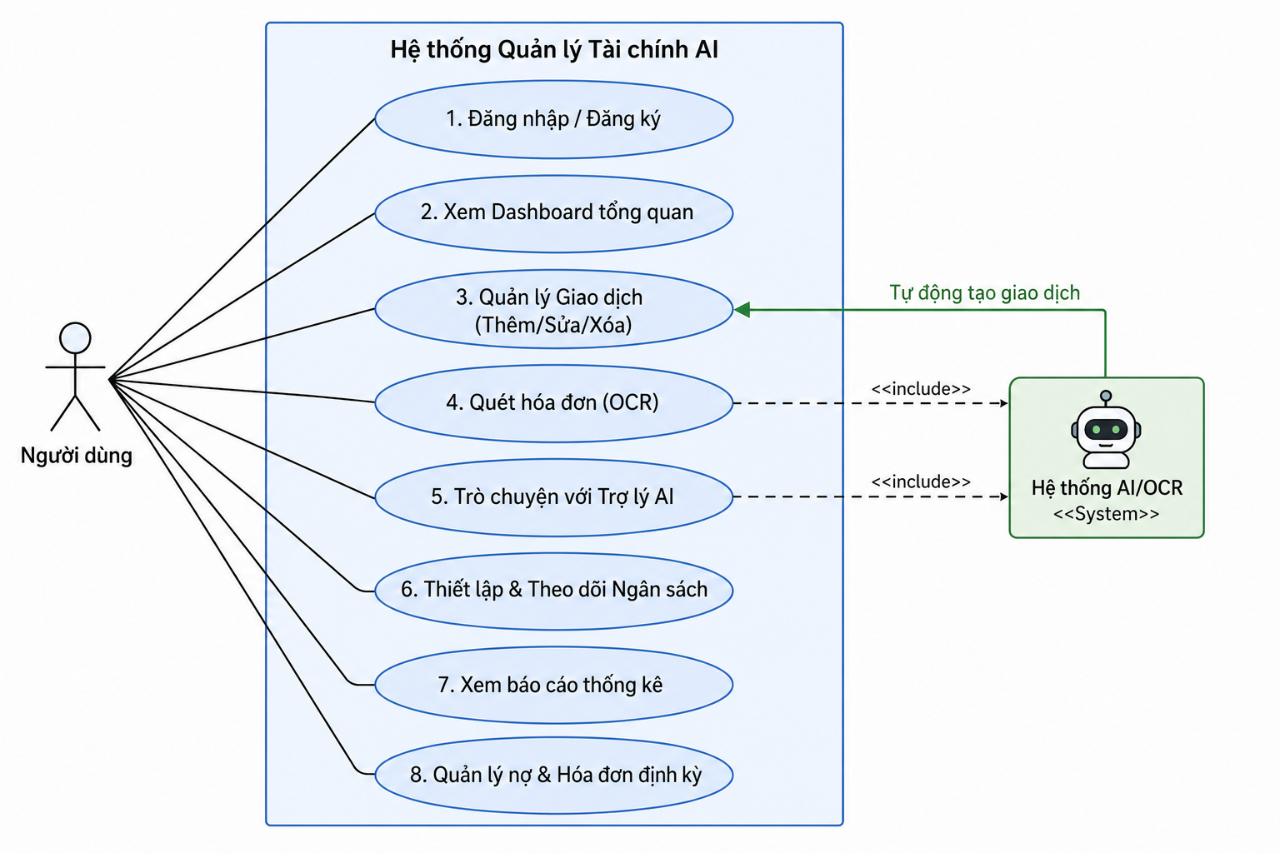 Hệ thống Quản lý Tài chính AI
1. Đăng nhập / Đăng ký
2. Xem Dashboard tổng quan
3. Quản lý Giao dịch
(Thêm/Sửa/Xóa)
Tự động tạo giao dịch
4. Quét hóa đơn (OCR)
<<include>>
5. Trò chuyện với Trợ lý AI
<<include>>
Hệ thống AI/OCR
<<System>>
Người dùng
6. Thiết lập & Theo dõi Ngân sách
7. Xem báo cáo thống kê
8. Quản lý nợ & Hóa đơn định kỳ